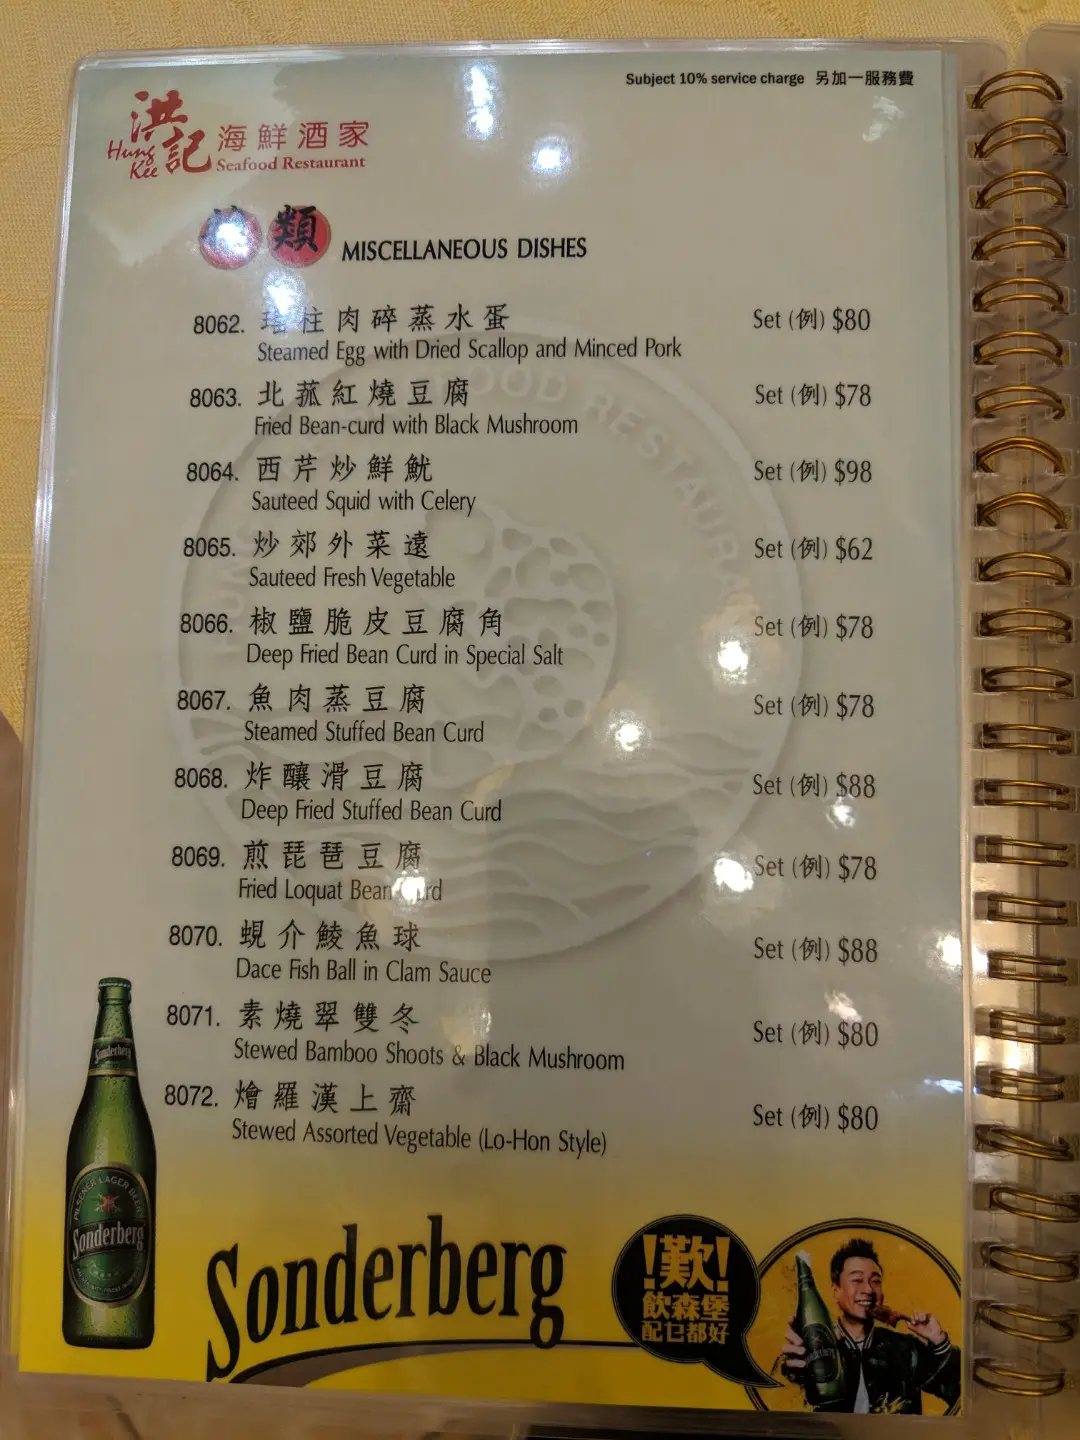 Subject 10% service charge 另加一服務費
洪記 海鮮酒家
Hung Kee Seafood Restaurant
類 MISCELLANEOUS DISHES
8062. 瑤柱肉碎蒸水蛋 Set (例) $80
Steamed Egg with Dried Scallop and Minced Pork
8063. 北菰紅燒豆腐 Set (例) $78
Fried Bean-curd with Black Mushroom
8064. 西芹炒鮮魷 Set (例) $98
Sauteed Squid with Celery
8065. 炒郊外菜遠 Set (例) $62
Sauteed Fresh Vegetable
8066. 椒鹽脆皮豆腐角 Set (例) $78
Deep Fried Bean Curd in Special Salt
8067. 魚肉蒸豆腐 Set (例) $78
Steamed Stuffed Bean Curd
8068. 炸釀滑豆腐 Set (例) $88
Deep Fried Stuffed Bean Curd
8069. 煎琵琶豆腐 Set (例) $78
Fried Loquat Bean Curd
8070. 蜆介鯪魚球 Set (例) $88
Dace Fish Ball in Clam Sauce
8071. 素燒翠雙冬 Set (例) $80
Stewed Bamboo Shoots & Black Mushroom
8072. 燴羅漢上齋 Set (例) $80
Stewed Assorted Vegetable (Lo-Hon Style)
Sonderberg
PILSENER LAGER BEER
Sonderberg
Sonderberg
!歎!
飲森堡
配乜都好
Sonderberg
FOOD RESTAURA